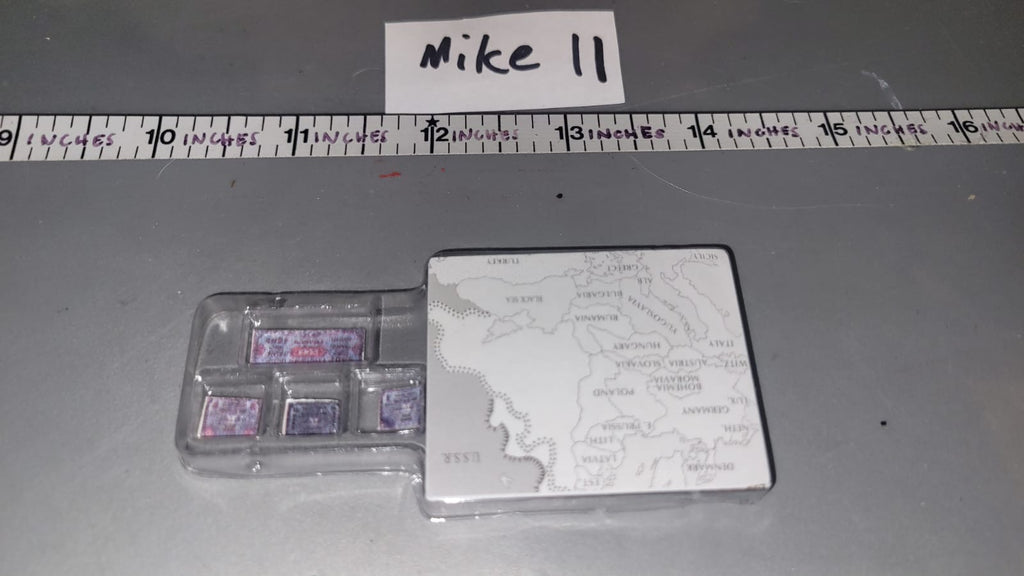 Mike 11
9 INCHES 10 INCHES 11 INCHES 12 INCHES 13 INCHES 14 INCHES 15 INCHES 16 INCH
TURKEY
SICILY
GREECE
ALB.
BLACK SEA
BULGARIA
YUGOSLAVIA
RUMANIA
ITALY
HUNGARY
SLOVAKIA
AUSTRIA
WITZ
BOHEMIA
MORAVIA
POLAND
LUX.
GERMANY
E. PRUSSIA
NETH.
LITH.
LATVIA
U.S.S.R.
DENMARK
EST.